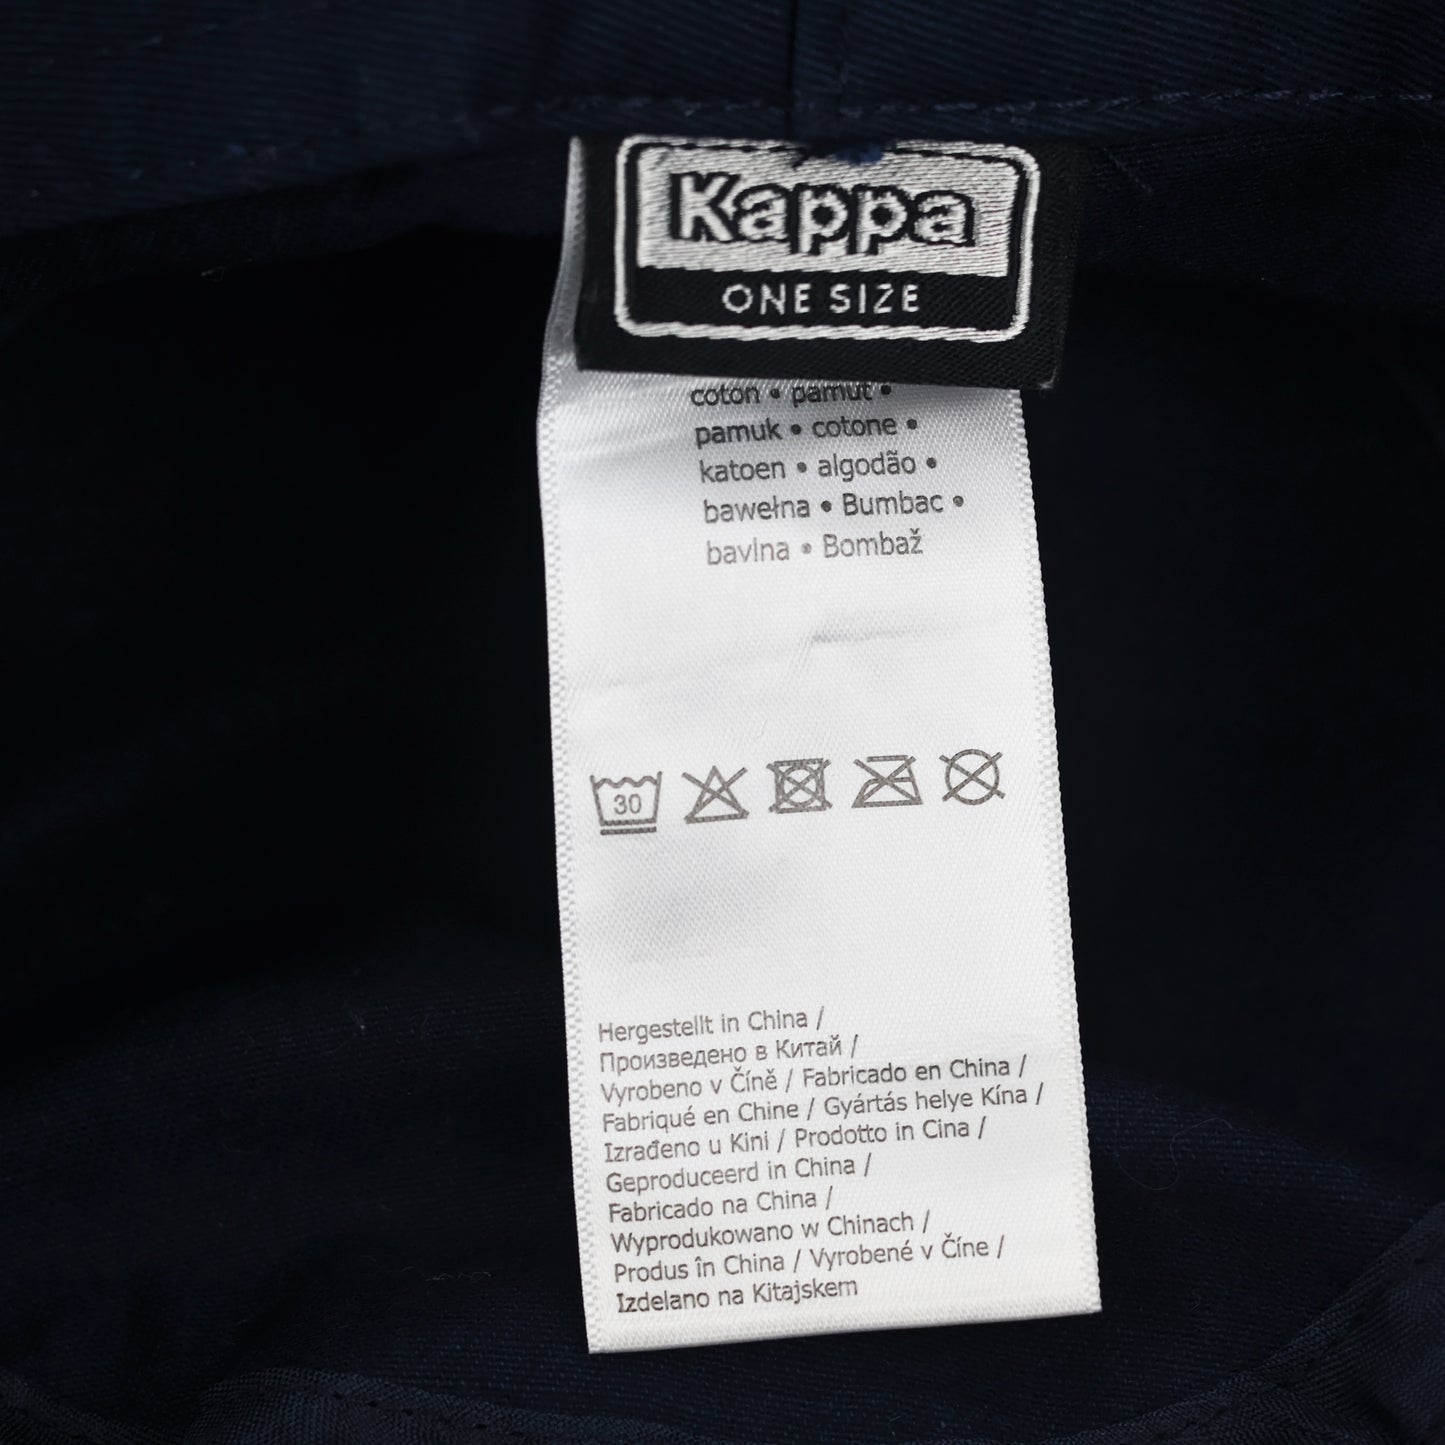 Kappa
ONE SIZE
coton • pamut •
pamuk • cotone •
katoen • algodão •
bawełna • Bumbac •
bavlna • Bombaž
30
Hergestellt in China /
Произведено в Китай /
Vyrobeno v Číně / Fabricado en China /
Fabriqué en Chine / Gyártás helye Kína /
Izrađeno u Kini / Prodotto in Cina /
Geproduceerd in China /
Fabricado na China /
Wyprodukowano w Chinach /
Produs în China / Vyrobené v Číne /
Izdelano na Kitajskem